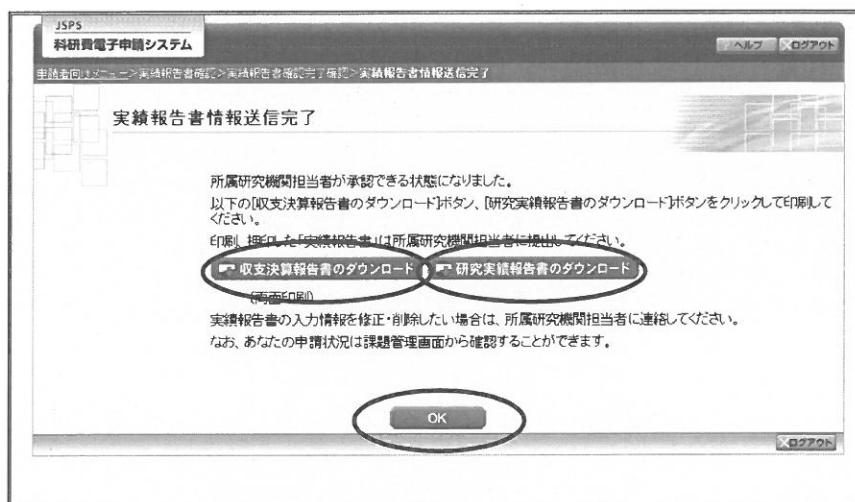 JSPS
科研費電子申請システム
ヘルプ ログアウト
申請者向けメニュー>実績報告書確認>実績報告書確認完了確認>実績報告書情報送信完了
実績報告書情報送信完了
所属研究機関担当者が承認できる状態になりました。
以下の[収支決算報告書のダウンロード]ボタン、[研究実績報告書のダウンロード]ボタンをクリックして印刷して
ください。
印刷、押印した「実績報告書」は所属研究機関担当者に提出してください。
収支決算報告書のダウンロード 研究実績報告書のダウンロード
(両面印刷)
実績報告書の入力情報を修正・削除したい場合は、所属研究機関担当者に連絡してください。
なお、あなたの申請状況は課題管理画面から確認することができます。
OK
ログアウト